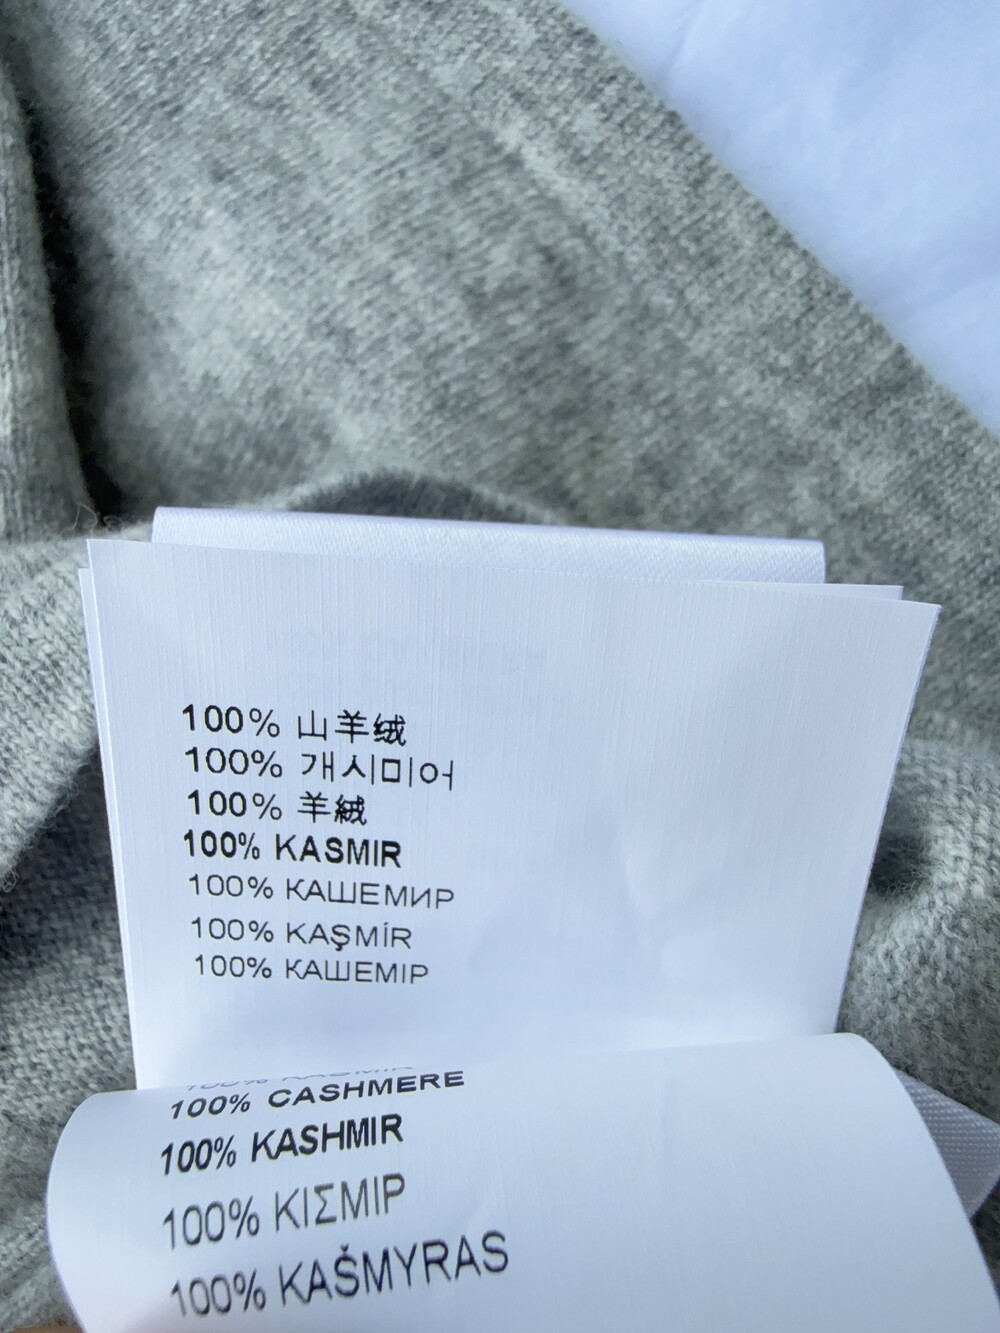 100% 山羊绒
100% 개시미어
100% 羊絨
100% KASMIR
100% КАШЕМИР
100% KAŞMİR
100% КАШЕМІР
100% CASHMERE
100% KASHMIR
100% ΚΙΣΜΙΡ
100% KAŠMYRAS